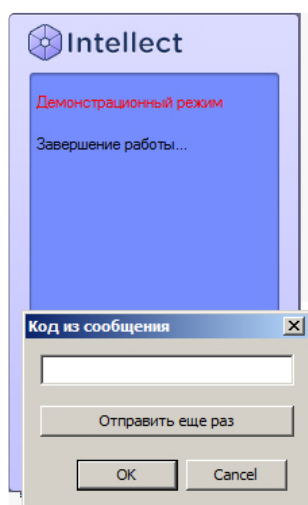 Intellect
Демонстрационный режим
Завершение работы...
Код из сообщения
Отправить еще раз
OK
Cancel